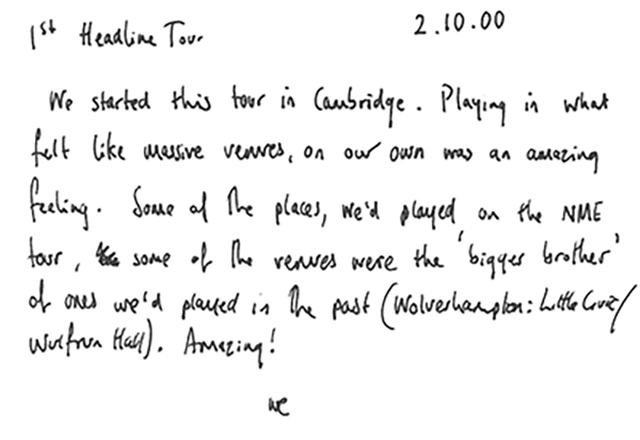 1st Headline Tour 2.10.00
We started this tour in Cambridge. Playing in what
felt like massive venues, on our own was an amazing
feeling. Some of the places, we'd played on the NME
tour, some of the venues were the 'bigger brother'
of ones we'd played in the past (Wolverhampton: Little Civic/
Wulfrun Hall). Amazing!
we